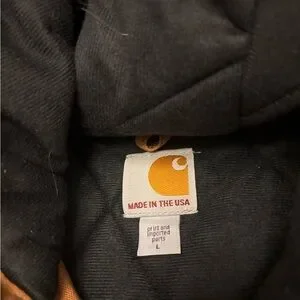 MADE IN THE USA
of US and
imported
parts
L